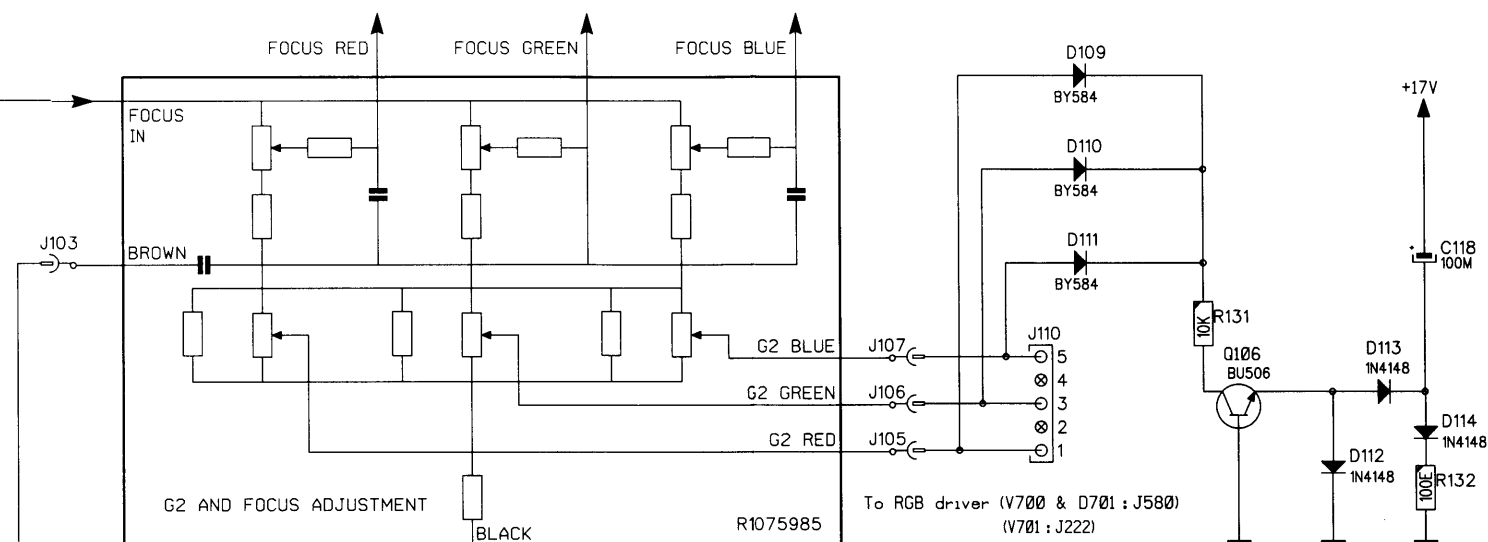 FOCUS RED
FOCUS GREEN
FOCUS BLUE
D109
BY584
+17V
FOCUS
IN
D110
BY584
J103
BROWN
D111
BY584
C118
100M
+
10K
R131
J110
G2 BLUE
J107
5
Q106
BU506
D113
1N4148
4
G2 GREEN
J106
3
2
G2 RED
J105
1
D114
1N4148
D112
1N4148
100E
R132
G2 AND FOCUS ADJUSTMENT
R1075985
BLACK
To RGB driver (V700 & D701 : J580)
(V701 : J222)